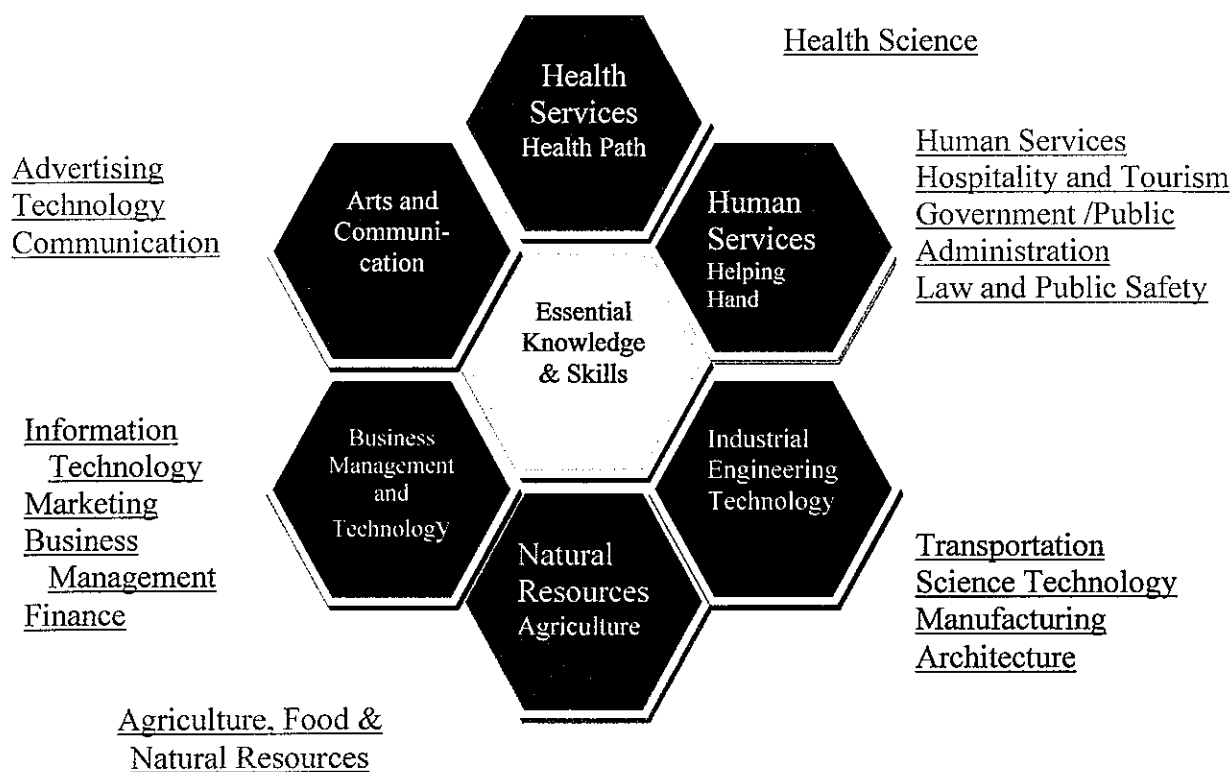 Health Science
Health
Services
Health Path
Advertising
Technology
Communication
Arts and
Communi-
cation
Human
Services
Helping
Hand
Human Services
Hospitality and Tourism
Government /Public
Administration
Law and Public Safety
Essential
Knowledge
& Skills
Information
Technology
Marketing
Business
Management
Finance
Business
Management
and
Technology
Industrial
Engineering
Technology
Natural
Resources
Agriculture
Transportation
Science Technology
Manufacturing
Architecture
Agriculture, Food &
Natural Resources